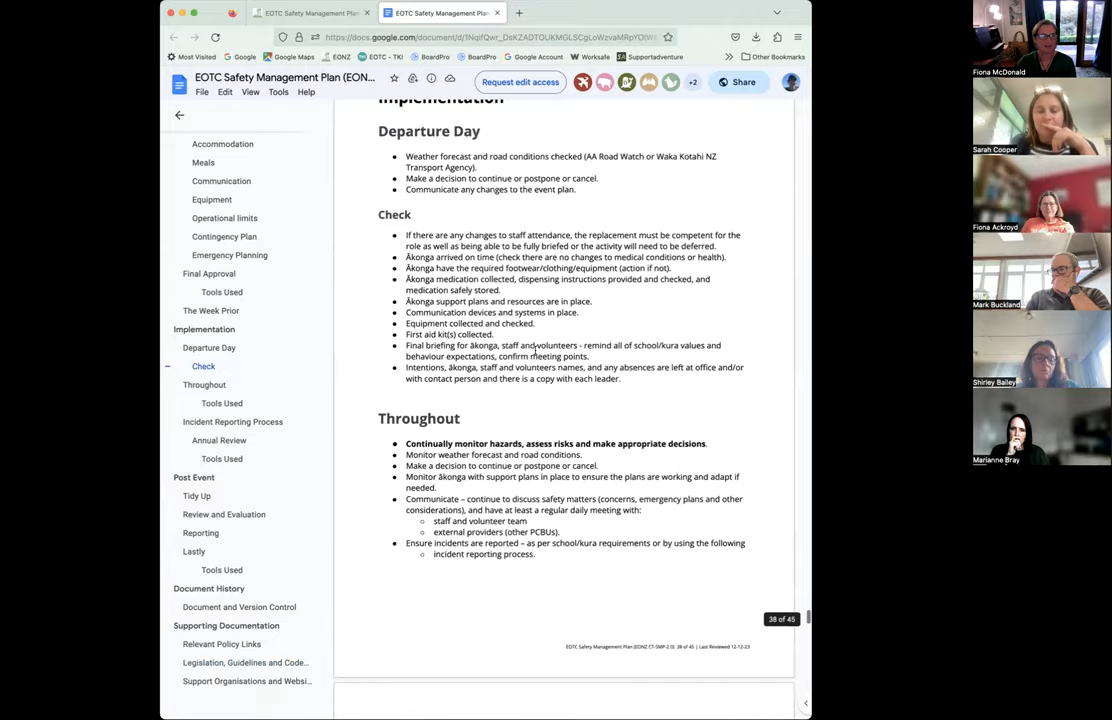 EOTC Safety Management Plan
EOTC Safety Management Plan
https://docs.google.com/document/d/
Most Visited
Google
Google Maps
EONZ
EOTC - TKI
BoardPro
BoardPro
Google Account
Worksafe
Supportadventure
Other Bookmarks
EOTC Safety Management Plan (EON...
File Edit View Tools Help
Request edit access
+2
Share
Accommodation
Meals
Communication
Equipment
Operational limits
Contingency Plan
Emergency Planning
Final Approval
Tools Used
The Week Prior
Implementation
Departure Day
Check
Throughout
Tools Used
Incident Reporting Process
Annual Review
Tools Used
Post Event
Tidy Up
Review and Evaluation
Reporting
Lastly
Tools Used
Document History
Document and Version Control
Supporting Documentation
Relevant Policy Links
Legislation, Guidelines and Code...
Support Organisations and Websi...
Implementation
Departure Day
● Weather forecast and road conditions checked (AA Road Watch or Waka Kotahi NZ
Transport Agency).
● Make a decision to continue or postpone or cancel.
● Communicate any changes to the event plan.
Check
● If there are any changes to staff attendance, the replacement must be competent for the
role as well as being able to be fully briefed or the activity will need to be deferred.
● Ākonga arrived on time (check there are no changes to medical conditions or health).
● Ākonga have the required footwear/clothing/equipment (action if not).
● Ākonga medication collected, dispensing instructions provided and checked, and
medication safely stored.
● Ākonga support plans and resources are in place.
● Communication devices and systems in place.
● Equipment collected and checked.
● First aid kit(s) collected.
● Final briefing for ākonga, staff and volunteers - remind all of school/kura values and
behaviour expectations, confirm meeting points.
● Intentions, ākonga, staff and volunteers names, and any absences are left at office and/or
with contact person and there is a copy with each leader.
Throughout
● Continually monitor hazards, assess risks and make appropriate decisions.
● Monitor weather forecast and road conditions.
● Make a decision to continue or postpone or cancel.
● Monitor ākonga with support plans in place to ensure the plans are working and adapt if
needed.
● Communicate – continue to discuss safety matters (concerns, emergency plans and other
considerations), and have at least a regular daily meeting with:
○ staff and volunteer team
○ external providers (other PCBUs).
● Ensure incidents are reported – as per school/kura requirements or by using the following
○ incident reporting process.
38 of 45
EOTC Safety Management Plan (EONZ CT-SMP-2.0) 38 of 45 | Last Reviewed 12-12-23
Fiona McDonald
Sarah Cooper
Fiona Ackroyd
Mark Buckland
Shirley Bailey
Marianne Bray